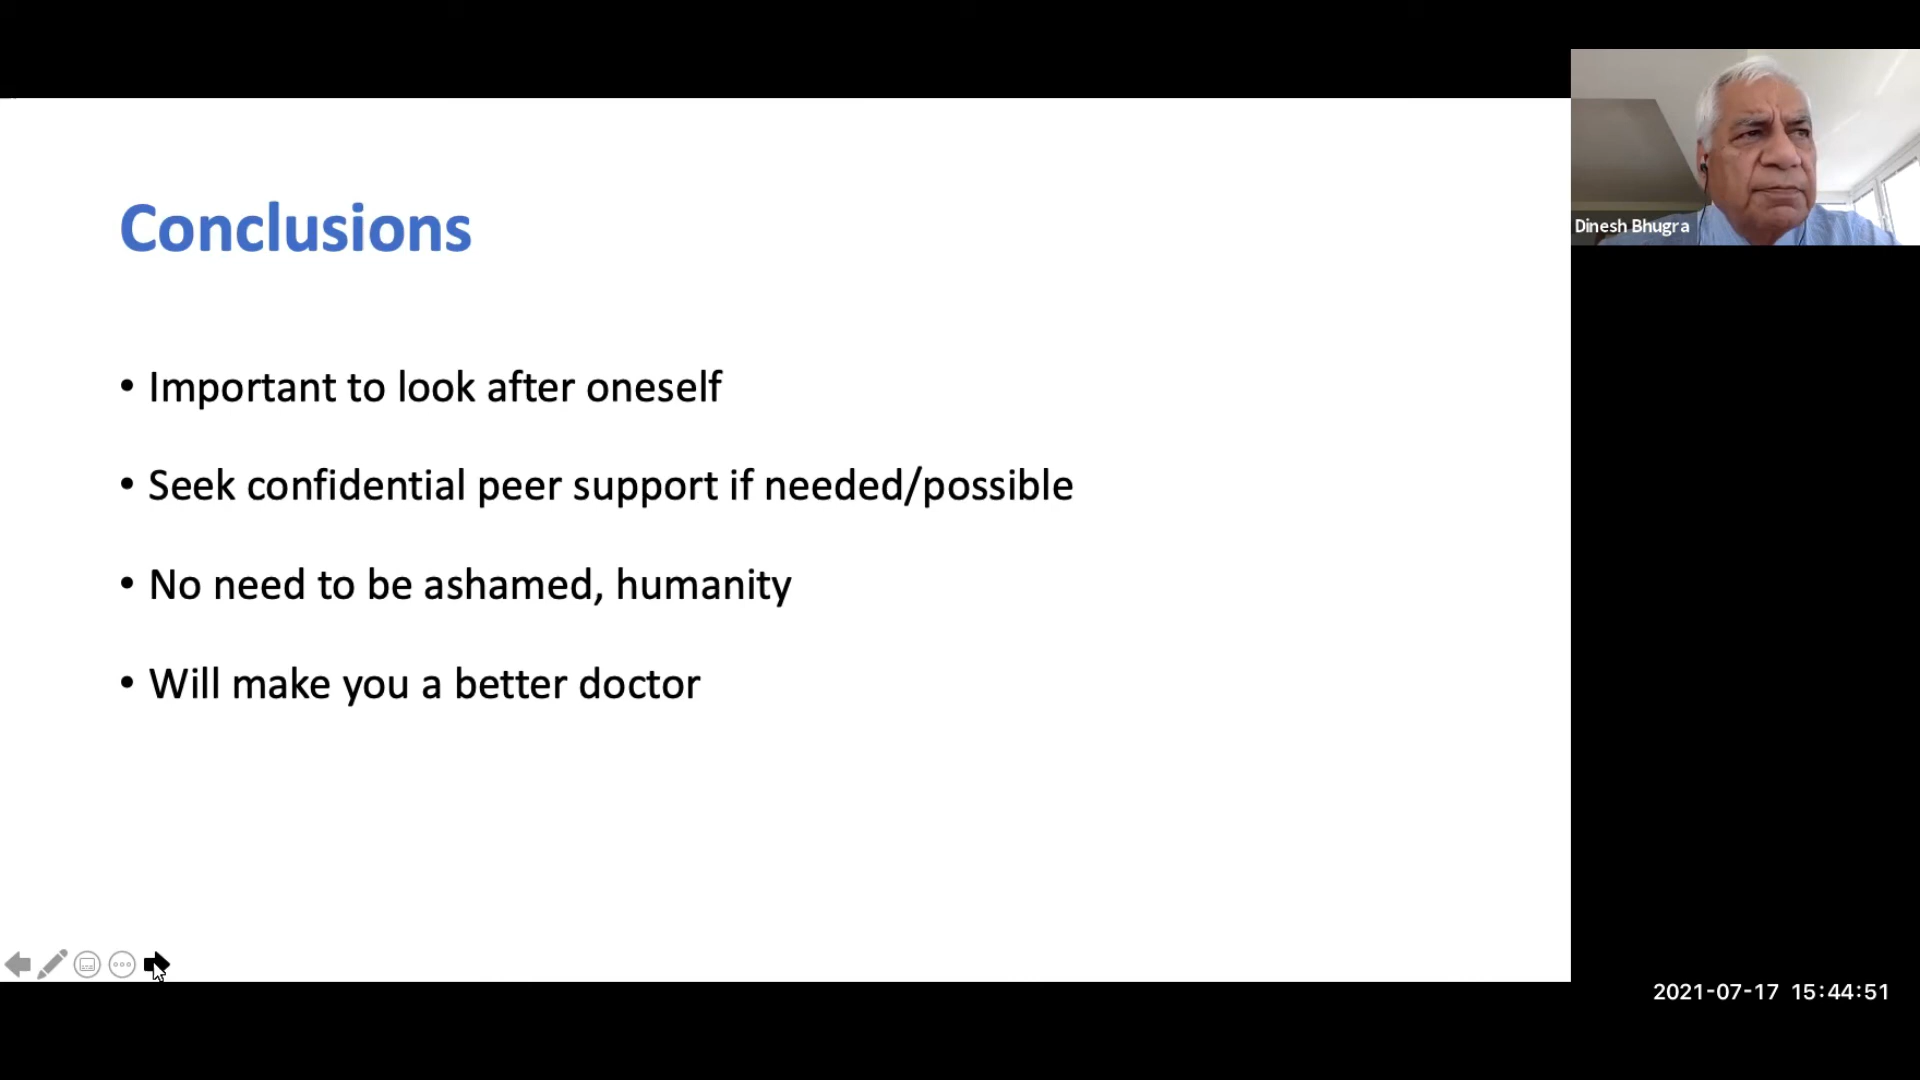 Conclusions
• Important to look after oneself
• Seek confidential peer support if needed/possible
• No need to be ashamed, humanity
• Will make you a better doctor
Dinesh Bhugra
2021-07-17 15:44:51